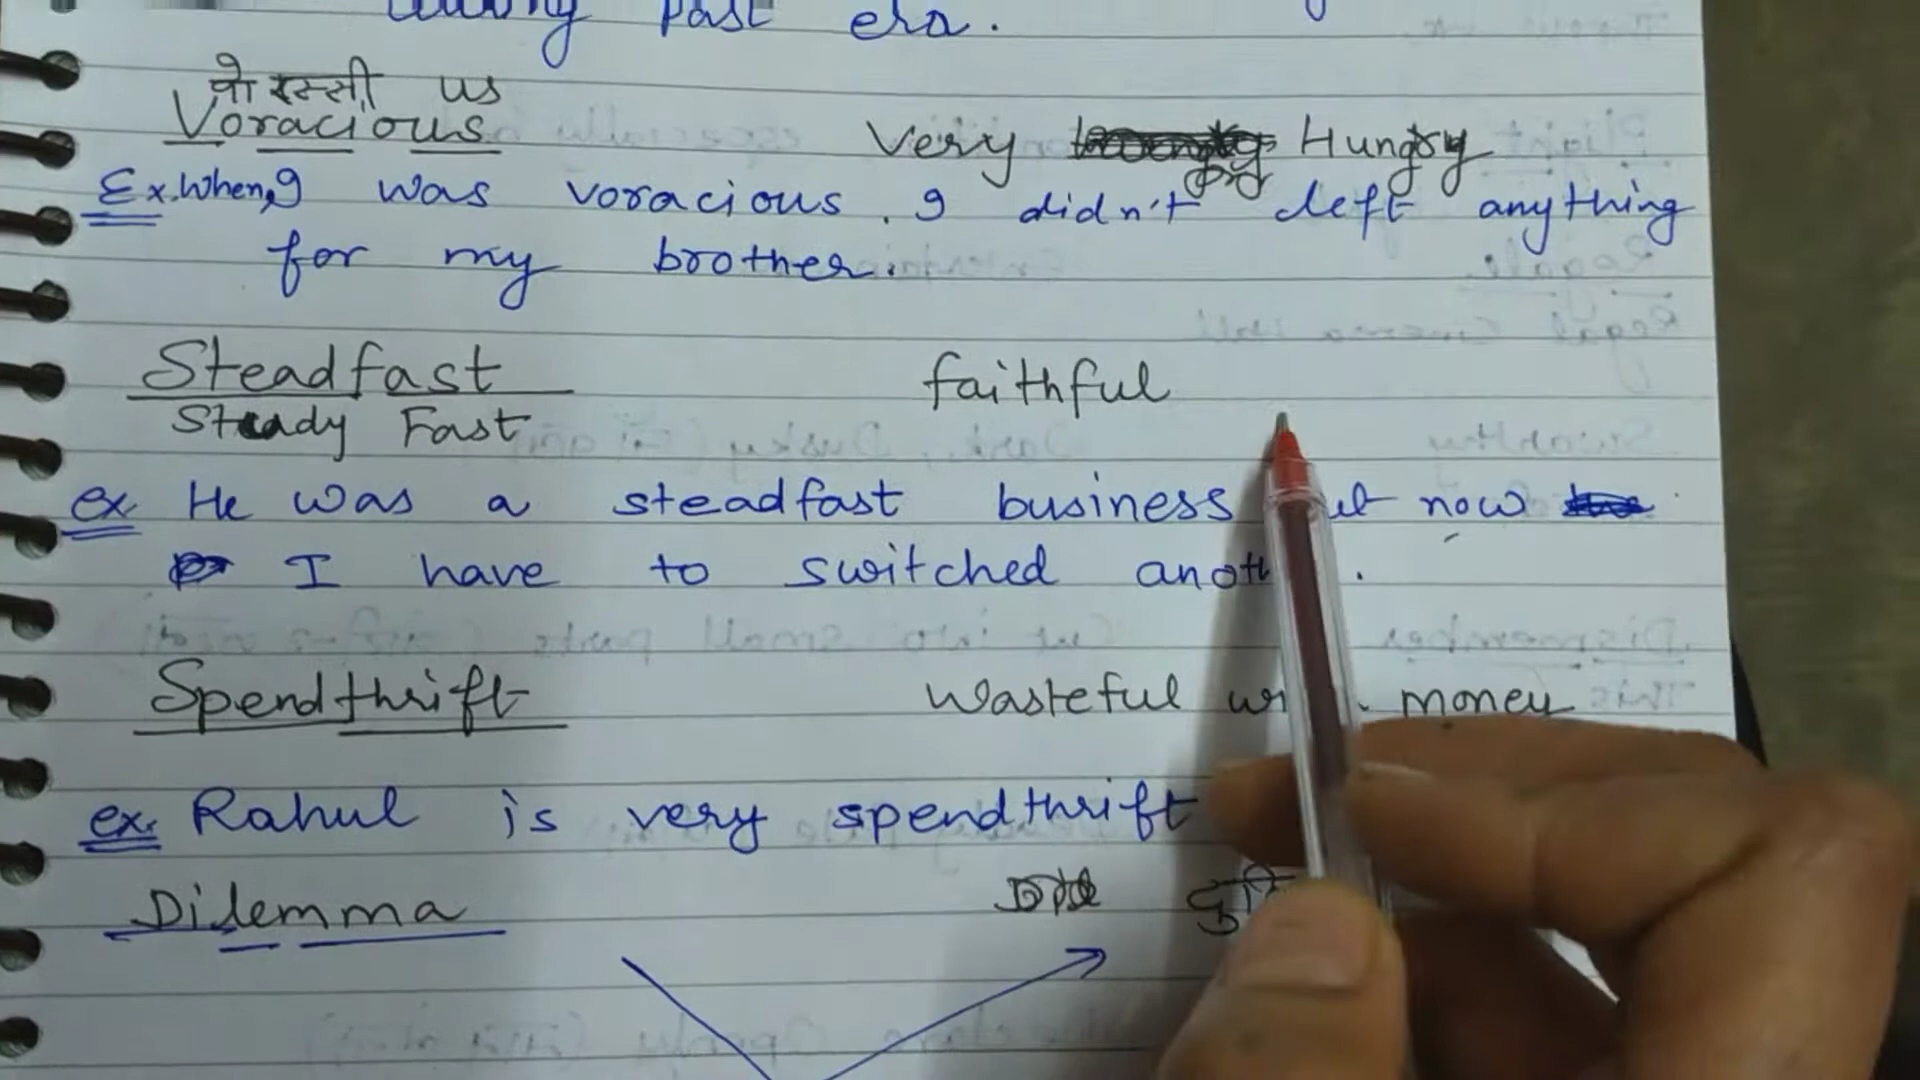 past era.
वो रस्सी us
Voracious Very Hungry
Ex. When, I was voracious. I didn't left anything
for my brother.
Steadfast faithful
Steady Fast
ex He was a steadfast business now
I have to switched
Spendthrift Wasteful money
ex. Rahul is very spendthrift
Dilemma